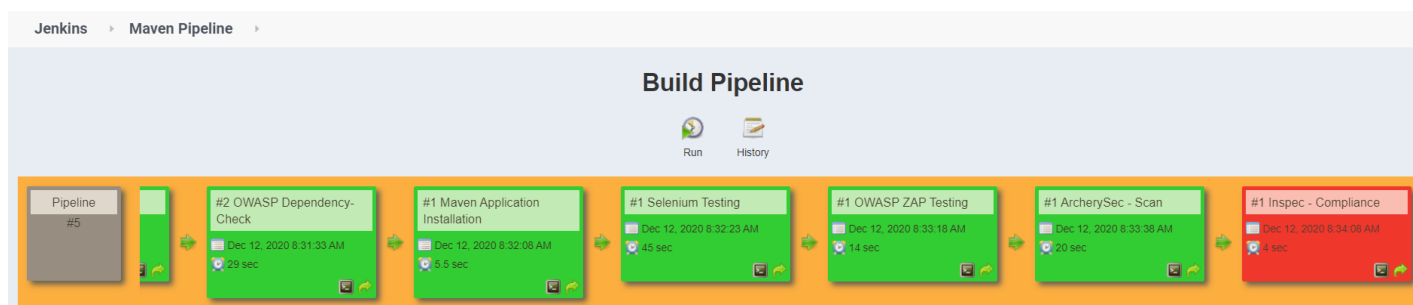 Jenkins Maven Pipeline
Build Pipeline
Run History
Pipeline
#5
#2 OWASP Dependency-
Check
Dec 12, 2020 8:31:33 AM
29 sec
#1 Maven Application
Installation
Dec 12, 2020 8:32:08 AM
5.5 sec
#1 Selenium Testing
Dec 12, 2020 8:32:23 AM
45 sec
#1 OWASP ZAP Testing
Dec 12, 2020 8:33:18 AM
14 sec
#1 ArcherySec - Scan
Dec 12, 2020 8:33:38 AM
20 sec
#1 Inspec - Compliance
Dec 12, 2020 8:34:08 AM
4 sec